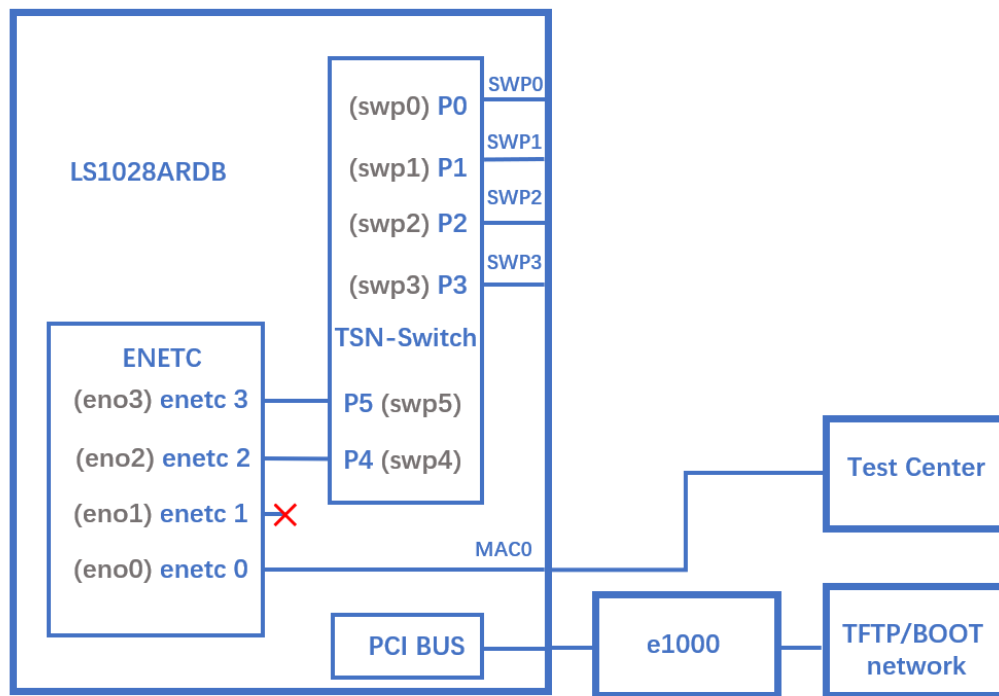 SWP0
(swp0) P0
SWP1
LS1028ARDB
(swp1) P1
SWP2
(swp2) P2
SWP3
(swp3) P3
TSN-Switch
ENETC
(eno3) enetc 3
P5 (swp5)
(eno2) enetc 2
P4 (swp4)
Test Center
(eno1) enetc 1
MAC0
(eno0) enetc 0
PCI BUS
e1000
TFTP/BOOT
network